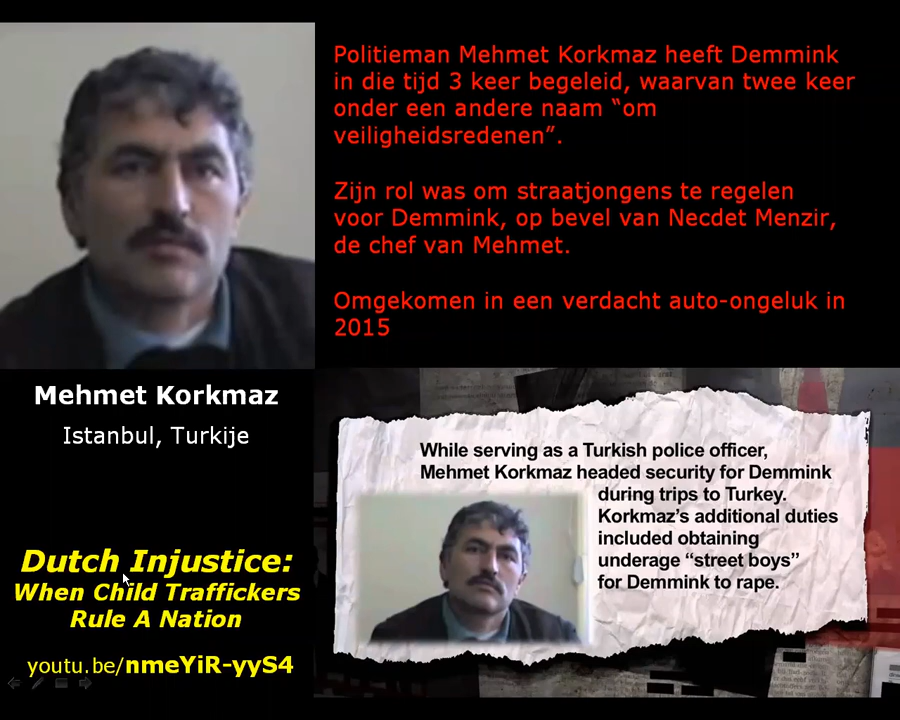 Politieman Mehmet Korkmaz heeft Demmink
in die tijd 3 keer begeleid, waarvan twee keer
onder een andere naam “om
veiligheidsredenen”.
Zijn rol was om straatjongens te regelen
voor Demmink, op bevel van Necdet Menzir,
de chef van Mehmet.
Omgekomen in een verdacht auto-ongeluk in
2015
Mehmet Korkmaz
Istanbul, Turkije
Dutch Injustice:
When Child Traffickers
Rule A Nation
youtu.be/nmeYiR-yyS4
While serving as a Turkish police officer,
Mehmet Korkmaz headed security for Demmink
during trips to Turkey.
Korkmaz’s additional duties
included obtaining
underage “street boys”
for Demmink to rape.